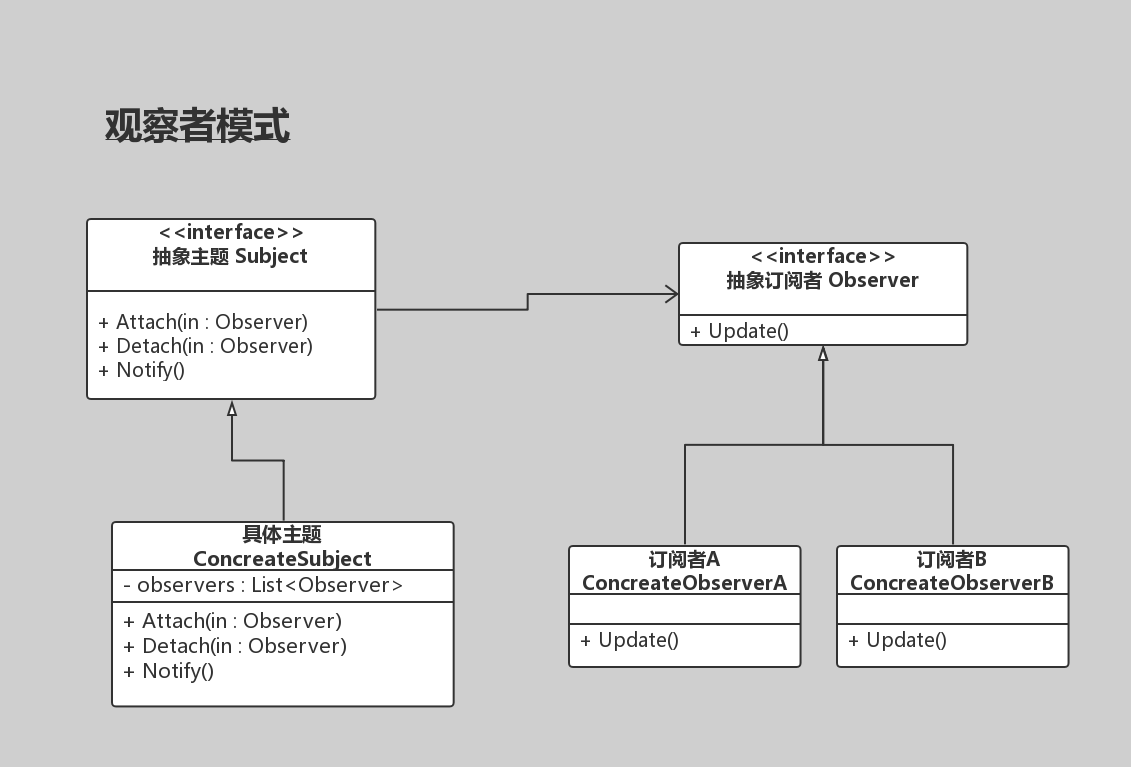 观察者模式
<<interface>>
抽象主题 Subject
+ Attach(in : Observer)
+ Detach(in : Observer)
+ Notify()
<<interface>>
抽象订阅者 Observer
+ Update()
具体主题
ConcreateSubject
- observers : List<Observer>
+ Attach(in : Observer)
+ Detach(in : Observer)
+ Notify()
订阅者A
ConcreateObserverA
+ Update()
订阅者B
ConcreateObserverB
+ Update()